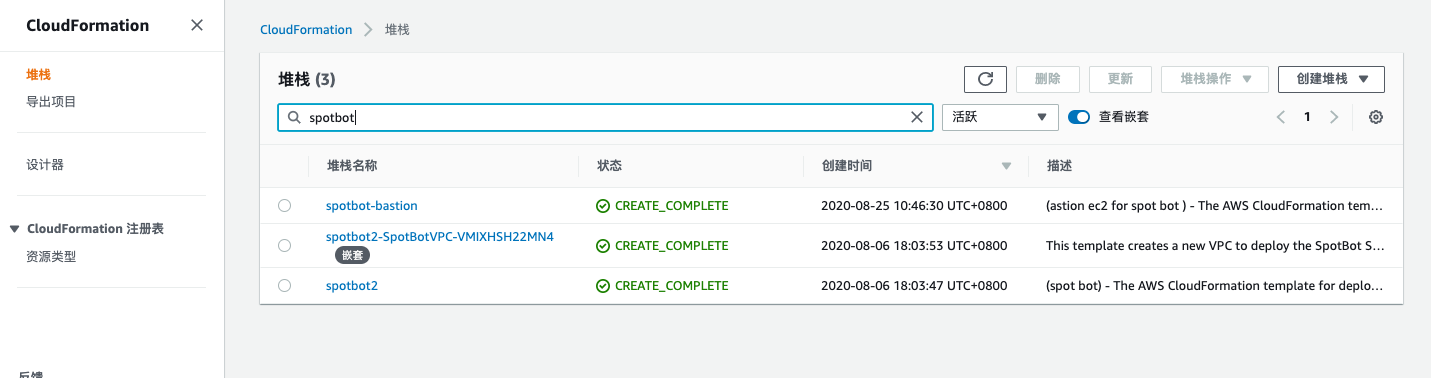 CloudFormation
堆栈
导出项目
设计器
CloudFormation 注册表
资源类型
反馈
CloudFormation 堆栈
堆栈 (3)
删除 更新 堆栈操作 创建堆栈
spotbot 活跃 查看嵌套 1
堆栈名称 状态 创建时间 描述
spotbot-bastion CREATE_COMPLETE 2020-08-25 10:46:30 UTC+0800 (astion ec2 for spot bot ) - The AWS CloudFormation tem…
spotbot2-SpotBotVPC-VMIXHSH22MN4 CREATE_COMPLETE 2020-08-06 18:03:53 UTC+0800 This template creates a new VPC to deploy the SpotBot S…
嵌套
spotbot2 CREATE_COMPLETE 2020-08-06 18:03:47 UTC+0800 (spot bot) - The AWS CloudFormation template for deplo…